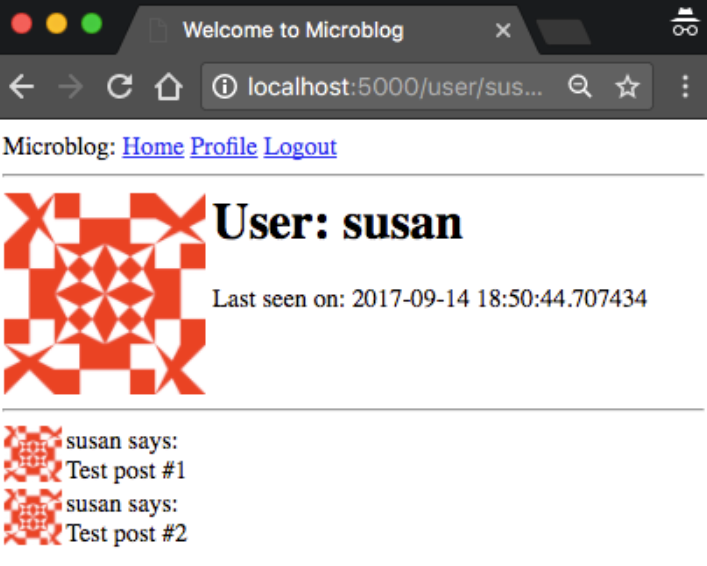 Welcome to Microblog
localhost:5000/user/sus...
Microblog: Home Profile Logout
User: susan
Last seen on: 2017-09-14 18:50:44.707434
susan says:
Test post #1
susan says:
Test post #2